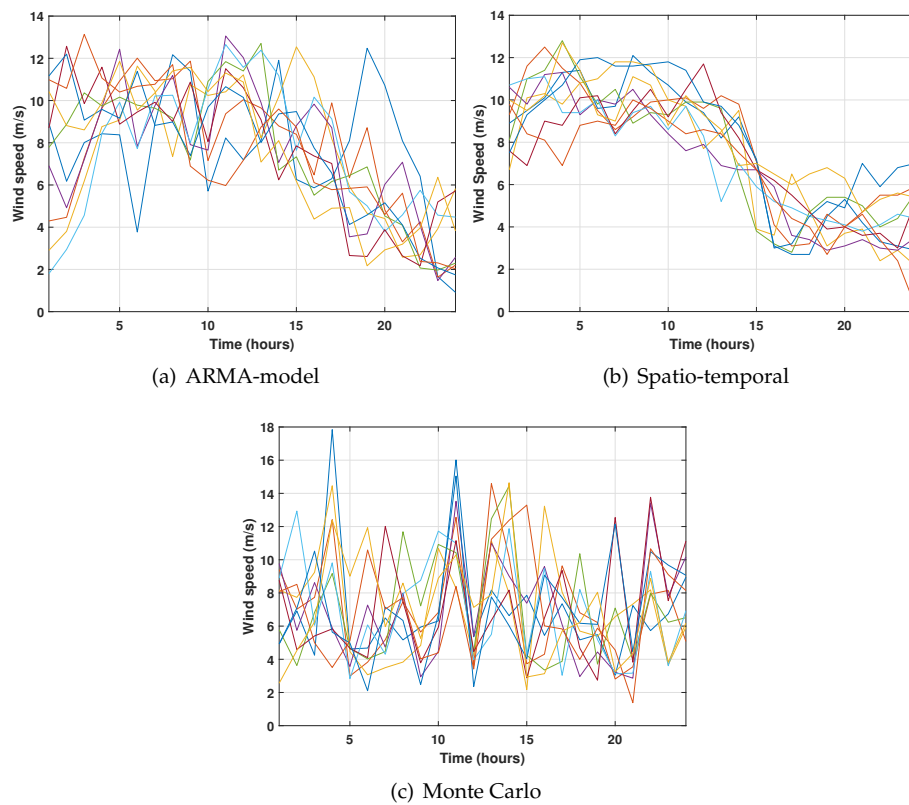 14
12
10
8
6
4
2
0
Wind speed (m/s)
5 10 15 20
Time (hours)
(a) ARMA-model
14
12
10
8
6
4
2
0
Wind Speed (m/s)
5 10 15 20
Time (hours)
(b) Spatio-temporal
18
16
14
12
10
8
6
4
2
0
Wind speed (m/s)
5 10 15 20
Time (hours)
(c) Monte Carlo